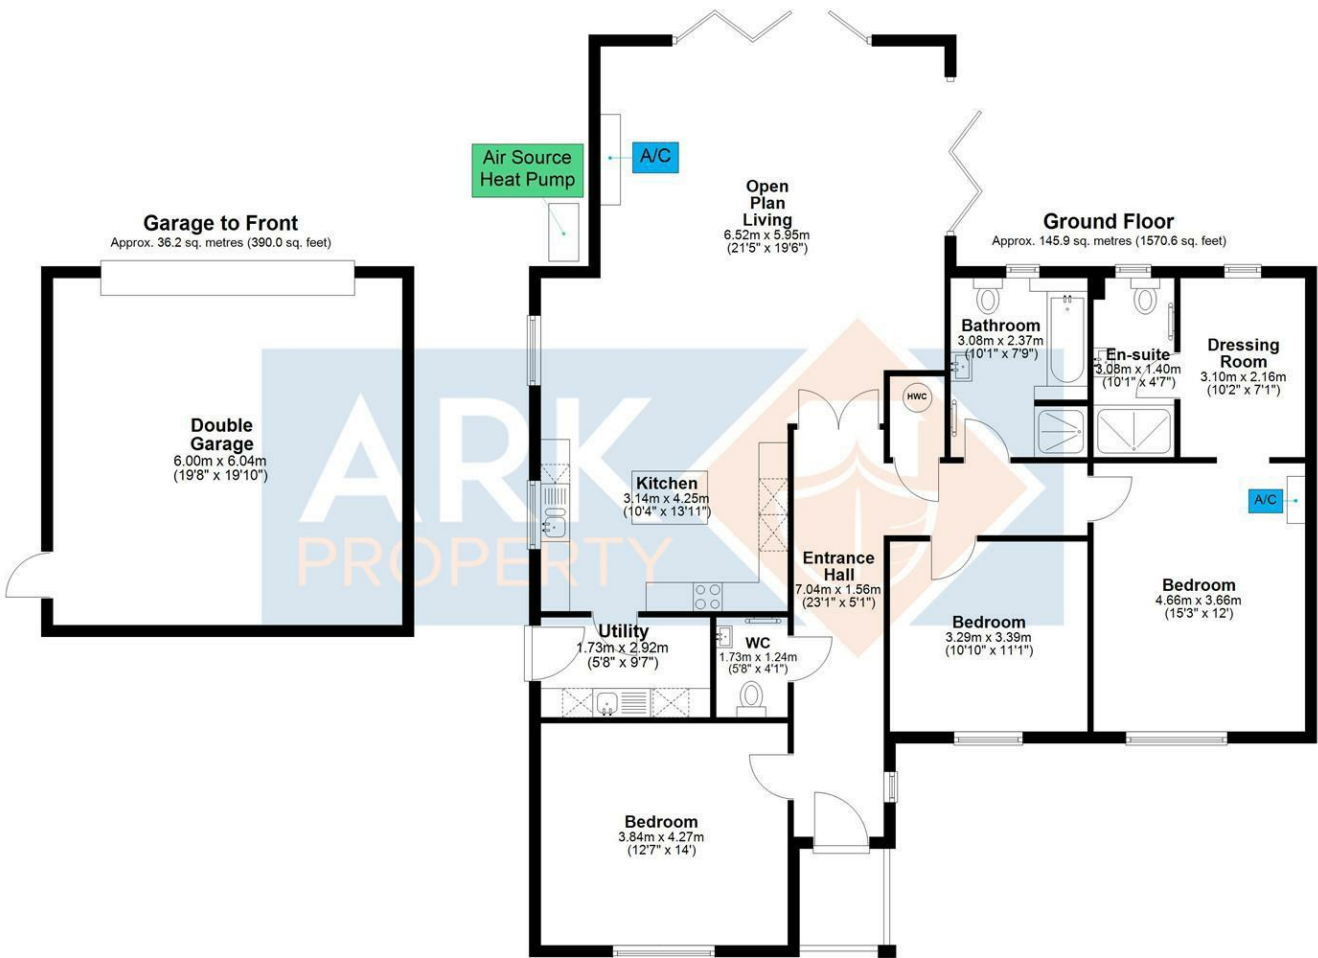 Garage to Front
Approx. 36.2 sq. metres (390.0 sq. feet)
Double
Garage
6.00m x 6.04m
(19'8" x 19'10")
Air Source
Heat Pump
A/C
Open
Plan
Living
6.52m x 5.95m
(21'5" x 19'6")
Ground Floor
Approx. 145.9 sq. metres (1570.6 sq. feet)
Bathroom
3.08m x 2.37m
(10'1" x 7'9")
En-suite
3.08m x 1.40m
(10'1" x 4'7")
Dressing
Room
3.10m x 2.16m
(10'2" x 7'1")
HWC
ARK
PROPERTY
Kitchen
3.14m x 4.25m
(10'4" x 13'11")
A/C
Entrance
Hall
7.04m x 1.56m
(23'1" x 5'1")
Bedroom
4.66m x 3.66m
(15'3" x 12')
Bedroom
3.29m x 3.39m
(10'10" x 11'1")
Utility
1.73m x 2.92m
(5'8" x 9'7")
WC
1.73m x 1.24m
(5'8" x 4'1")
Bedroom
3.84m x 4.27m
(12'7" x 14')